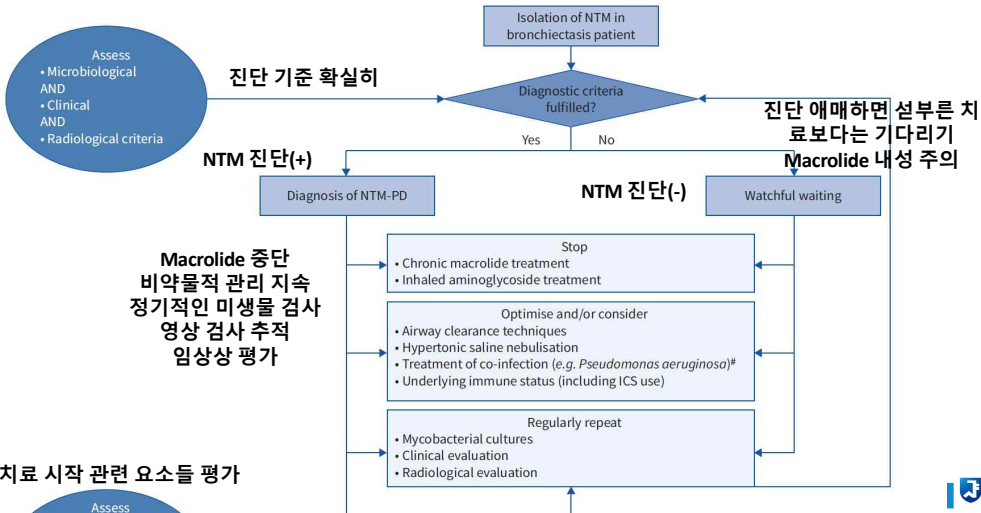 Isolation of NTM in
bronchiectasis patient
Assess
• Microbiological
AND
• Clinical
AND
• Radiological criteria
진단 기준 확실히
Diagnostic criteria
fulfilled?
진단 애매하면 섣부른 치
료보다는 기다리기
Macrolide 내성 주의
Yes
No
NTM 진단(+)
NTM 진단(-)
Diagnosis of NTM-PD
Watchful waiting
Macrolide 중단
비약물적 관리 지속
정기적인 미생물 검사
영상 검사 추적
임상상 평가
Stop
• Chronic macrolide treatment
• Inhaled aminoglycoside treatment
Optimise and/or consider
• Airway clearance techniques
• Hypertonic saline nebulisation
• Treatment of co-infection (e.g. Pseudomonas aeruginosa)#
• Underlying immune status (including ICS use)
Regularly repeat
• Mycobacterial cultures
• Clinical evaluation
• Radiological evaluation
치료 시작 관련 요소들 평가
Assess